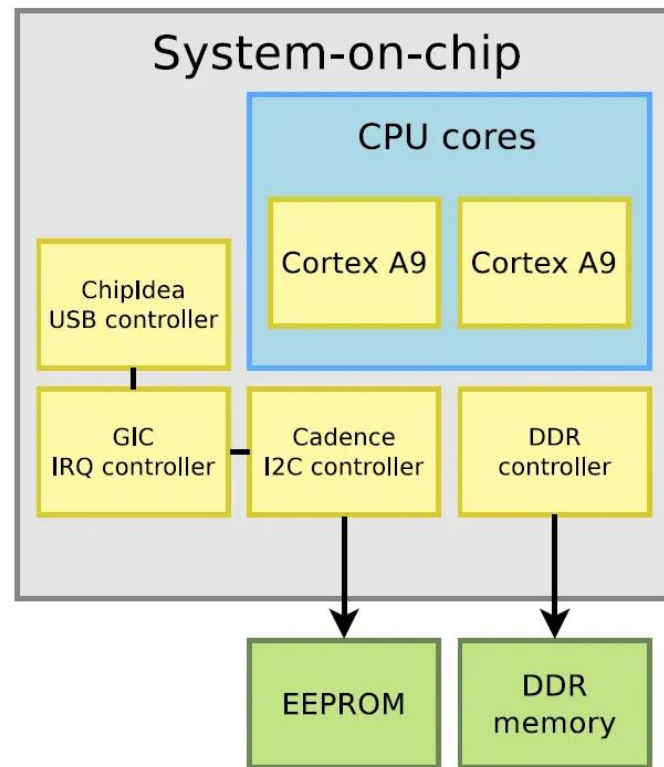 System-on-chip
CPU cores
Cortex A9
Cortex A9
ChipIdea
USB controller
GIC
IRQ controller
Cadence
I2C controller
DDR
controller
EEPROM
DDR
memory